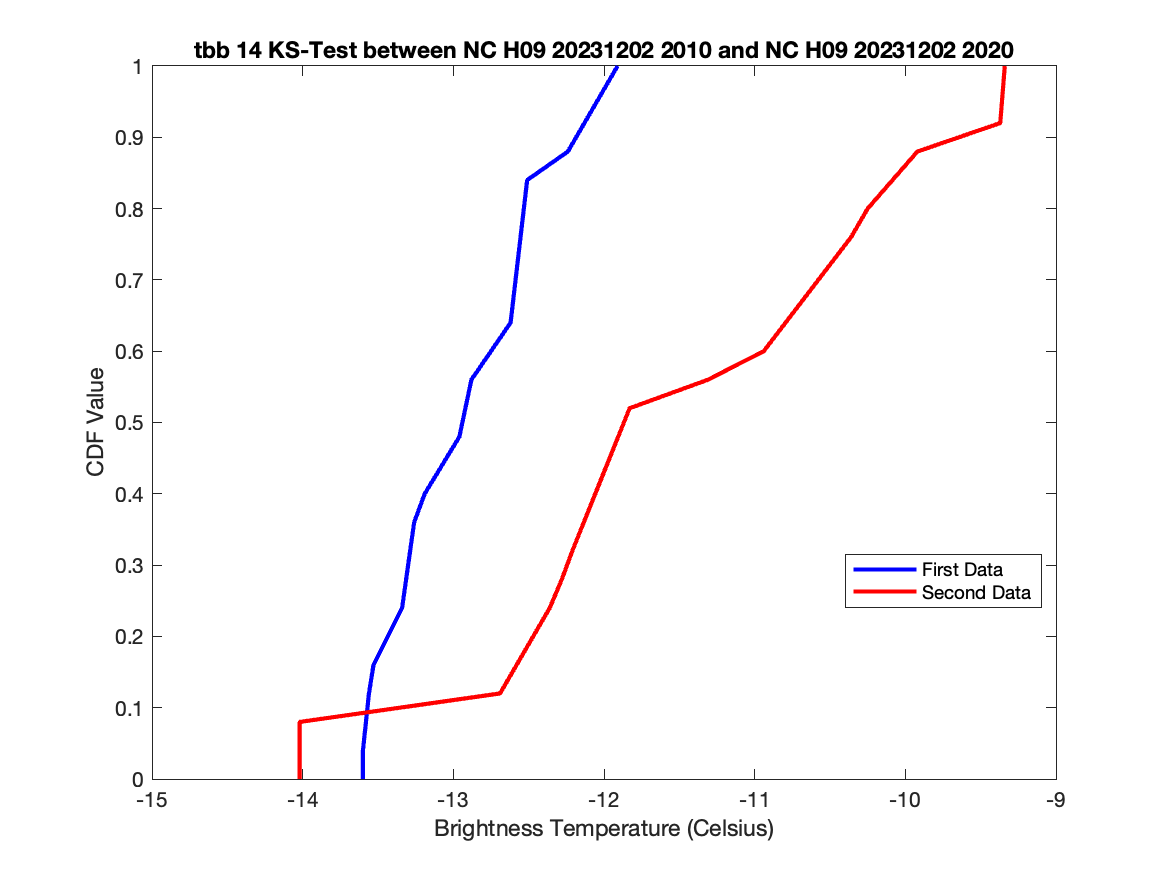 tbb 14 KS-Test between NC H09 20231202 2010 and NC H09 20231202 2020
1
0.9
0.8
0.7
0.6
0.5
0.4
0.3
0.2
0.1
0
CDF Value
First Data
Second Data
-15 -14 -13 -12 -11 -10 -9
Brightness Temperature (Celsius)